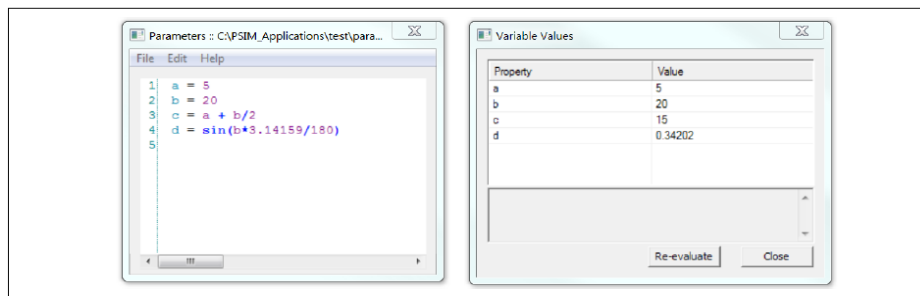 Parameters :: C:\PSIM_Applications\test\para...
File Edit Help
1 a = 5
2 b = 20
3 c = a + b/2
4 d = sin(b*3.14159/180)
5
Variable Values
Property Value
a 5
b 20
c 15
d 0.34202
Re-evaluate Close